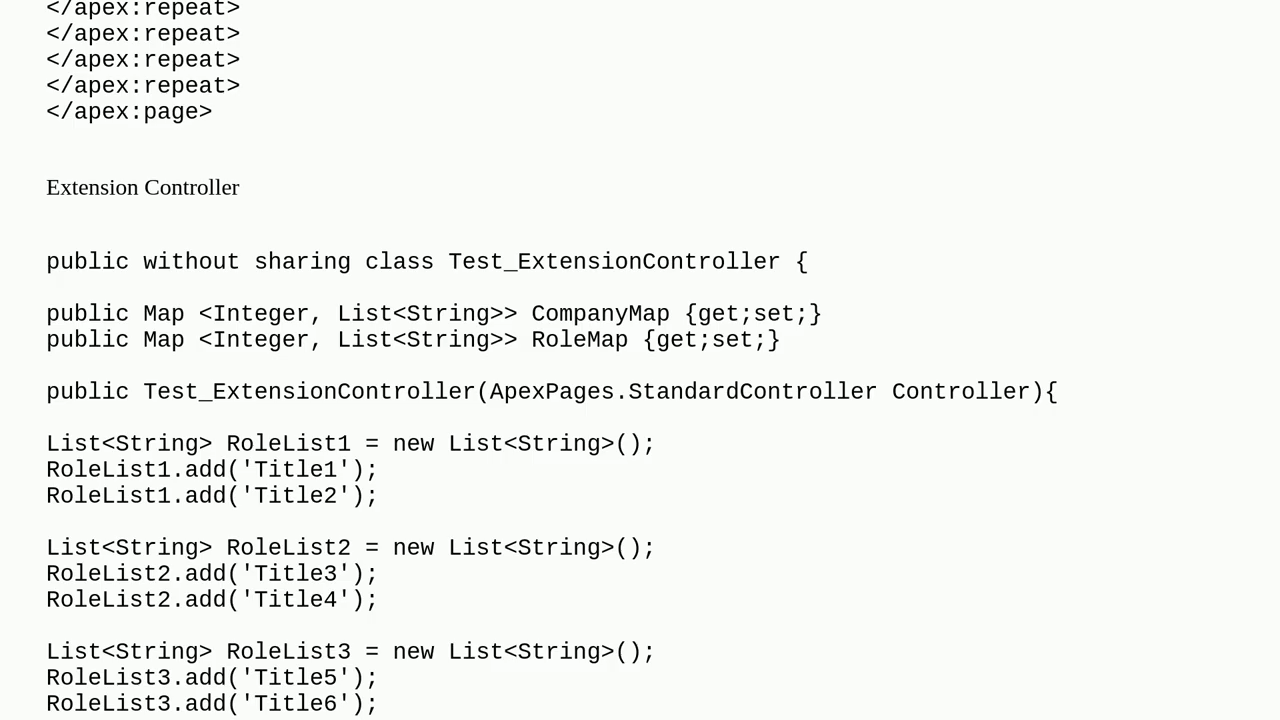 </apex:repeat>
</apex:repeat>
</apex:repeat>
</apex:repeat>
</apex:page>
Extension Controller
public without sharing class Test_ExtensionController {
public Map <Integer, List<String>> CompanyMap {get;set;}
public Map <Integer, List<String>> RoleMap {get;set;}
public Test_ExtensionController(ApexPages.StandardController Controller){
List<String> RoleList1 = new List<String>();
RoleList1.add('Title1');
RoleList1.add('Title2');
List<String> RoleList2 = new List<String>();
RoleList2.add('Title3');
RoleList2.add('Title4');
List<String> RoleList3 = new List<String>();
RoleList3.add('Title5');
RoleList3.add('Title6');